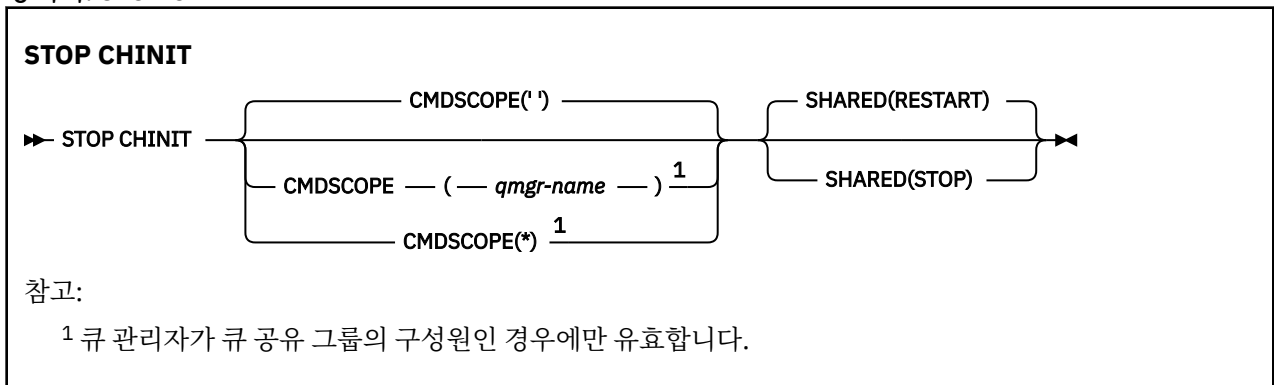 STOP CHINIT
CMDSCOPE(' ')
SHARED(RESTART)
STOP CHINIT
CMDSCOPE ( qmgr-name ) 1
SHARED(STOP)
CMDSCOPE(*) 1
참고:
1 큐 관리자가 큐 공유 그룹의 구성원인 경우에만 유효합니다.